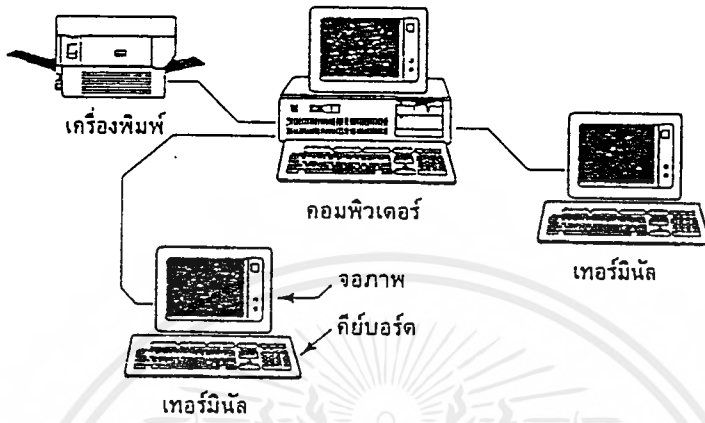 เครื่องพิมพ์
คอมพิวเตอร์
เทอร์มินัล
จอภาพ
คีย์บอร์ด
เทอร์มินัล